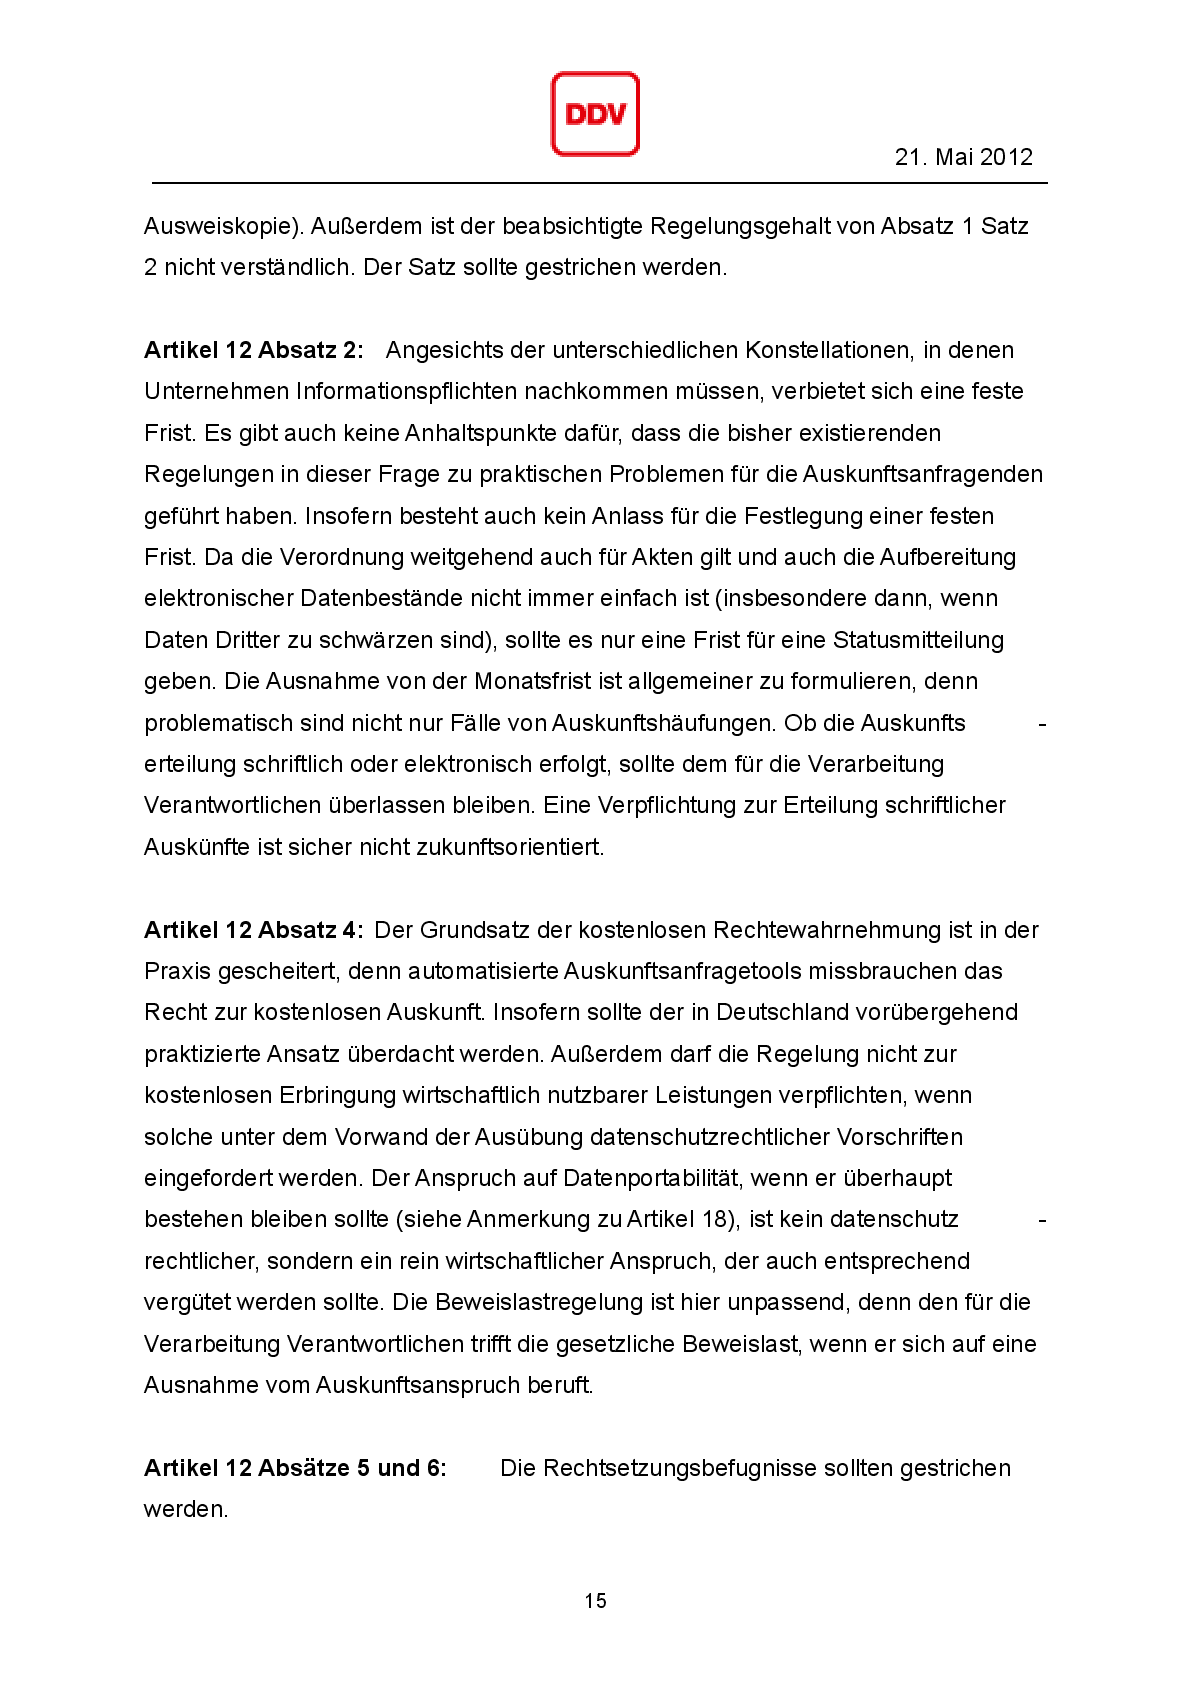 DDV
21. Mai 2012
Ausweiskopie). Außerdem ist der beabsichtigte Regelungsgehalt von Absatz 1 Satz
2 nicht verständlich. Der Satz sollte gestrichen werden.
Artikel 12 Absatz 2: Angesichts der unterschiedlichen Konstellationen, in denen
Unternehmen Informationspflichten nachkommen müssen, verbietet sich eine feste
Frist. Es gibt auch keine Anhaltspunkte dafür, dass die bisher existierenden
Regelungen in dieser Frage zu praktischen Problemen für die Auskunftsanfragenden
geführt haben. Insofern besteht auch kein Anlass für die Festlegung einer festen
Frist. Da die Verordnung weitgehend auch für Akten gilt und auch die Aufbereitung
elektronischer Datenbestände nicht immer einfach ist (insbesondere dann, wenn
Daten Dritter zu schwärzen sind), sollte es nur eine Frist für eine Statusmitteilung
geben. Die Ausnahme von der Monatsfrist ist allgemeiner zu formulieren, denn
problematisch sind nicht nur Fälle von Auskunftshäufungen. Ob die Auskunfts -
erteilung schriftlich oder elektronisch erfolgt, sollte dem für die Verarbeitung
Verantwortlichen überlassen bleiben. Eine Verpflichtung zur Erteilung schriftlicher
Auskünfte ist sicher nicht zukunftsorientiert.
Artikel 12 Absatz 4: Der Grundsatz der kostenlosen Rechtewahrnehmung ist in der
Praxis gescheitert, denn automatisierte Auskunftsanfragetools missbrauchen das
Recht zur kostenlosen Auskunft. Insofern sollte der in Deutschland vorübergehend
praktizierte Ansatz überdacht werden. Außerdem darf die Regelung nicht zur
kostenlosen Erbringung wirtschaftlich nutzbarer Leistungen verpflichten, wenn
solche unter dem Vorwand der Ausübung datenschutzrechtlicher Vorschriften
eingefordert werden. Der Anspruch auf Datenportabilität, wenn er überhaupt
bestehen bleiben sollte (siehe Anmerkung zu Artikel 18), ist kein datenschutz -
rechtlicher, sondern ein rein wirtschaftlicher Anspruch, der auch entsprechend
vergütet werden sollte. Die Beweislastregelung ist hier unpassend, denn den für die
Verarbeitung Verantwortlichen trifft die gesetzliche Beweislast, wenn er sich auf eine
Ausnahme vom Auskunftsanspruch beruft.
Artikel 12 Absätze 5 und 6: Die Rechtsetzungsbefugnisse sollten gestrichen
werden.
15